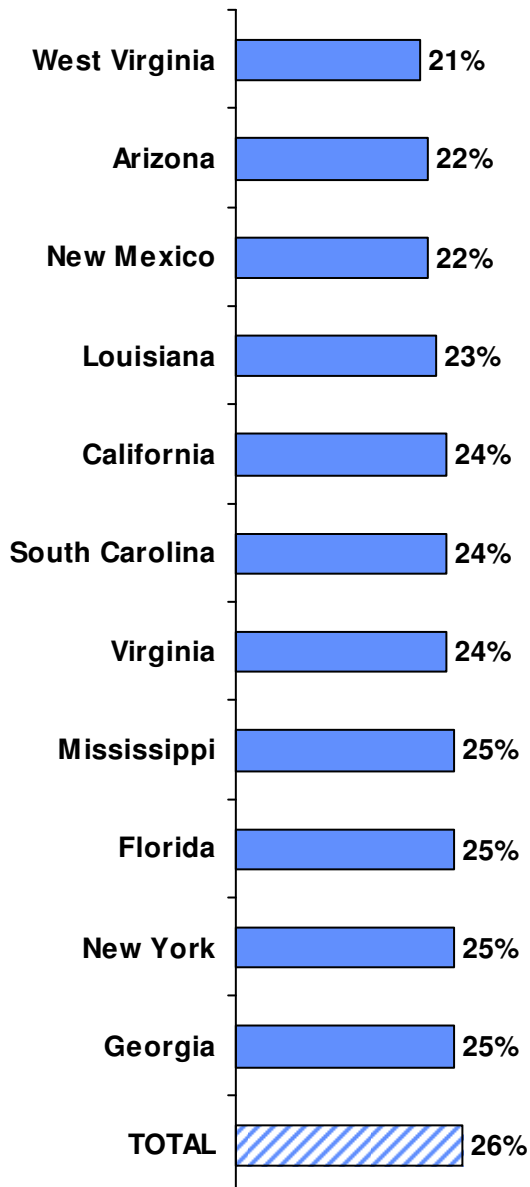 West Virginia 21%
Arizona 22%
New Mexico 22%
Louisiana 23%
California 24%
South Carolina 24%
Virginia 24%
Mississippi 25%
Florida 25%
New York 25%
Georgia 25%
TOTAL 26%